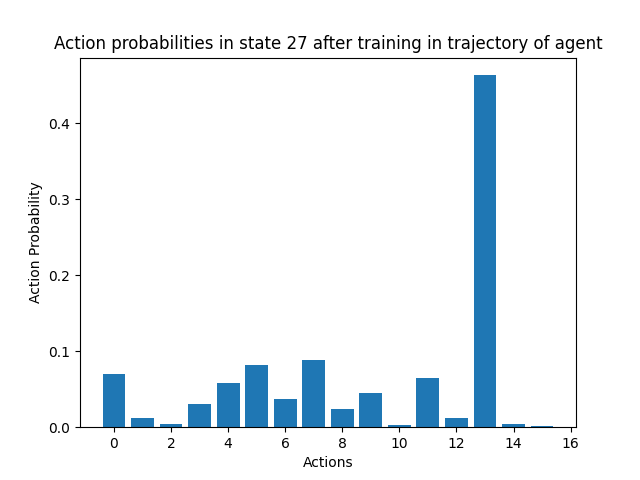 Action probabilities in state 27 after training in trajectory of agent
Action Probability
0.4
0.3
0.2
0.1
0.0
0 2 4 6 8 10 12 14 16
Actions